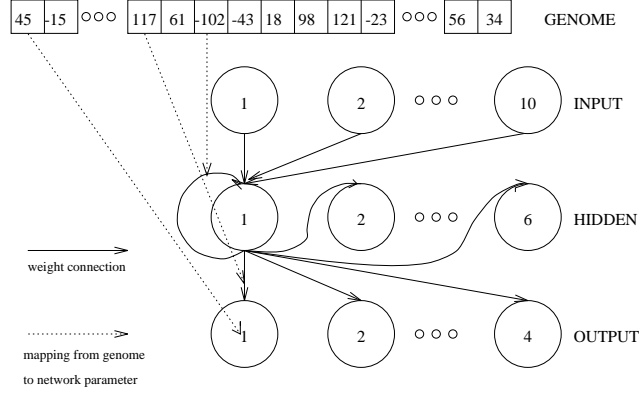 45 -15 117 61 -102 -43 18 98 121 -23 56 34 GENOME
1 2 10 INPUT
1 2 6 HIDDEN
weight connection
1 2 4 OUTPUT
mapping from genome
to network parameter